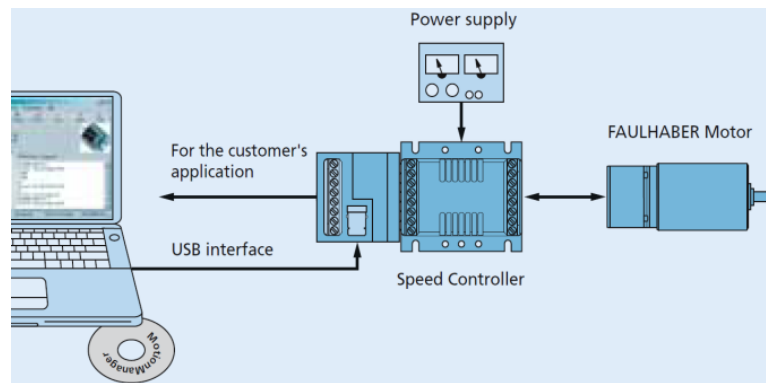 Power supply
FAULHABER Motor
For the customer's
application
USB interface
Speed Controller
MotionManager